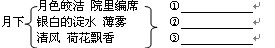 月色皎洁 院里编席 ①
月下 银白的淀水 薄雾 ②
清风 荷花飘香 ③